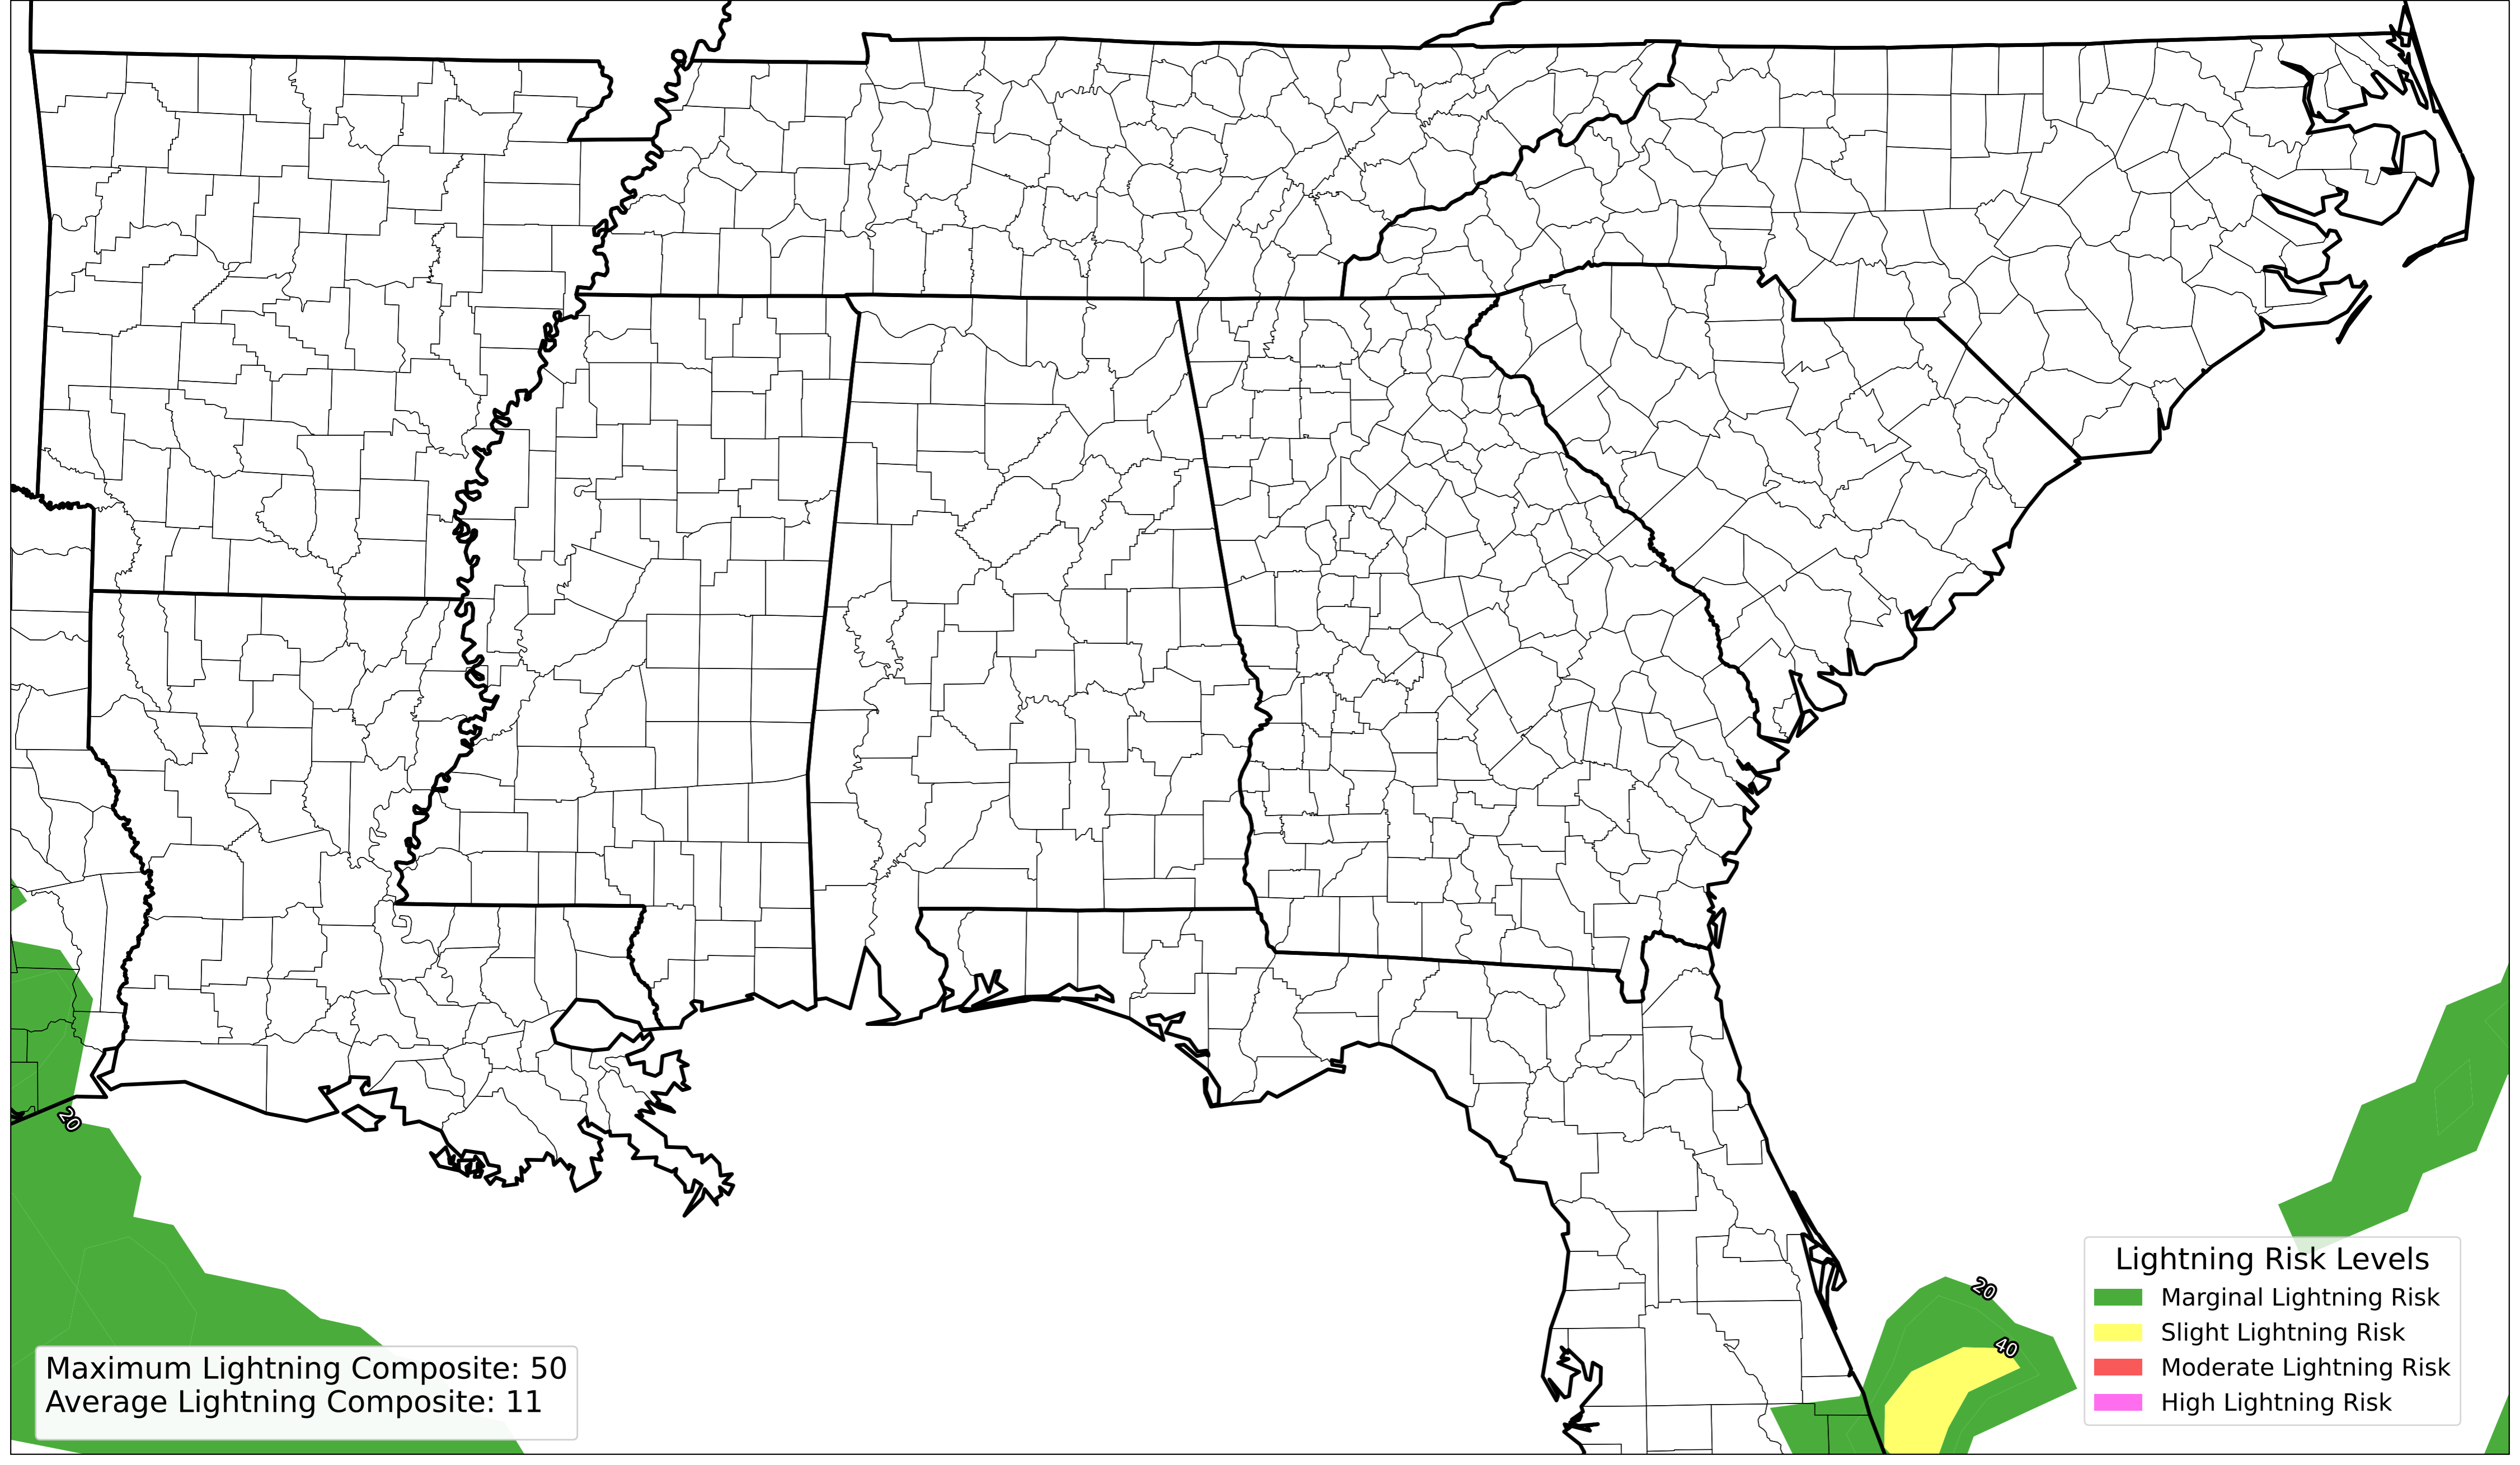 20
20
40
Lightning Risk Levels
Marginal Lightning Risk
Slight Lightning Risk
Moderate Lightning Risk
High Lightning Risk
Maximum Lightning Composite: 50
Average Lightning Composite: 11